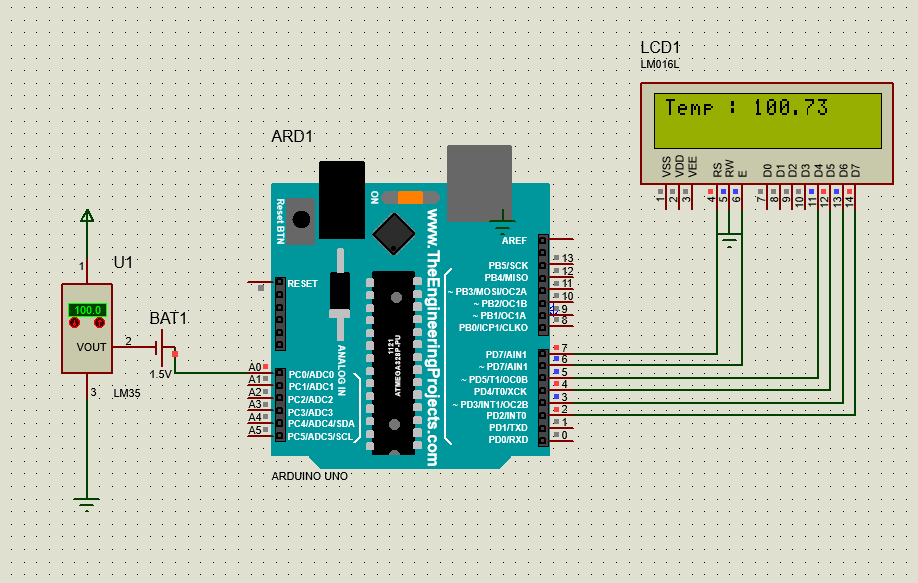 LCD1
LM016L
Temp : 100.73
VSS
VDD
VEE
RS
RW
E
D0
D1
D2
D3
D4
D5
D6
D7
1
2
3
4
5
6
7
8
9
10
11
12
13
14
ARD1
Reset BTN
ON
www.TheEngineeringProjects.com
AREF
RESET
PB5/SCK
13
PB4/MISO
12
~ PB3/MOSI/OC2A
11
~ PB2/OC1B
10
~ PB1/OC1A
9
PB0/ICP1/CLKO
8
1121
ATMEGA328P-PU
ANALOG IN
PD7/AIN1
7
~ PD7/AIN1
6
~ PD5/T1/OC0B
5
PD4/T0/XCK
4
~ PD3/INT1/OC2B
3
PD2/INT0
2
PD1/TXD
1
PD0/RXD
0
A0
PC0/ADC0
A1
PC1/ADC1
A2
PC2/ADC2
A3
PC3/ADC3
A4
PC4/ADC4/SDA
A5
PC5/ADC5/SCL
ARDUINO UNO
1
U1
100.0
VOUT
2
3
LM35
BAT1
1.5V